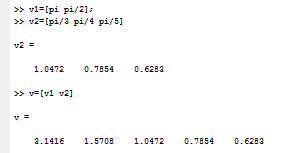 >> v1=[pi pi/2];
>> v2=[pi/3 pi/4 pi/5]
v2 =
1.0472 0.7854 0.6283
>> v=[v1 v2]
v =
3.1416 1.5708 1.0472 0.7854 0.6283